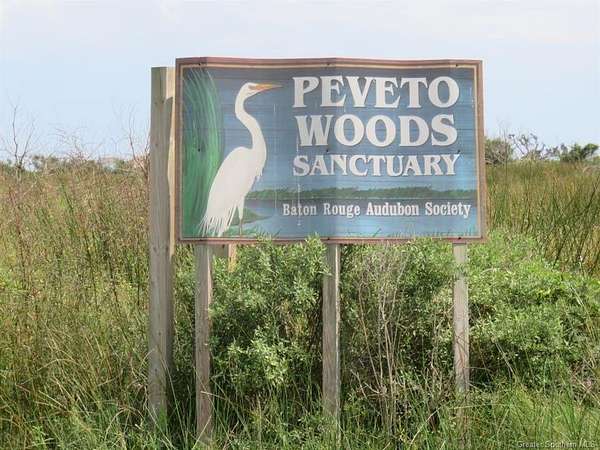 PEVETO
WOODS
SANCTUARY
Baton Rouge Audubon Society
Greater Southern MLS